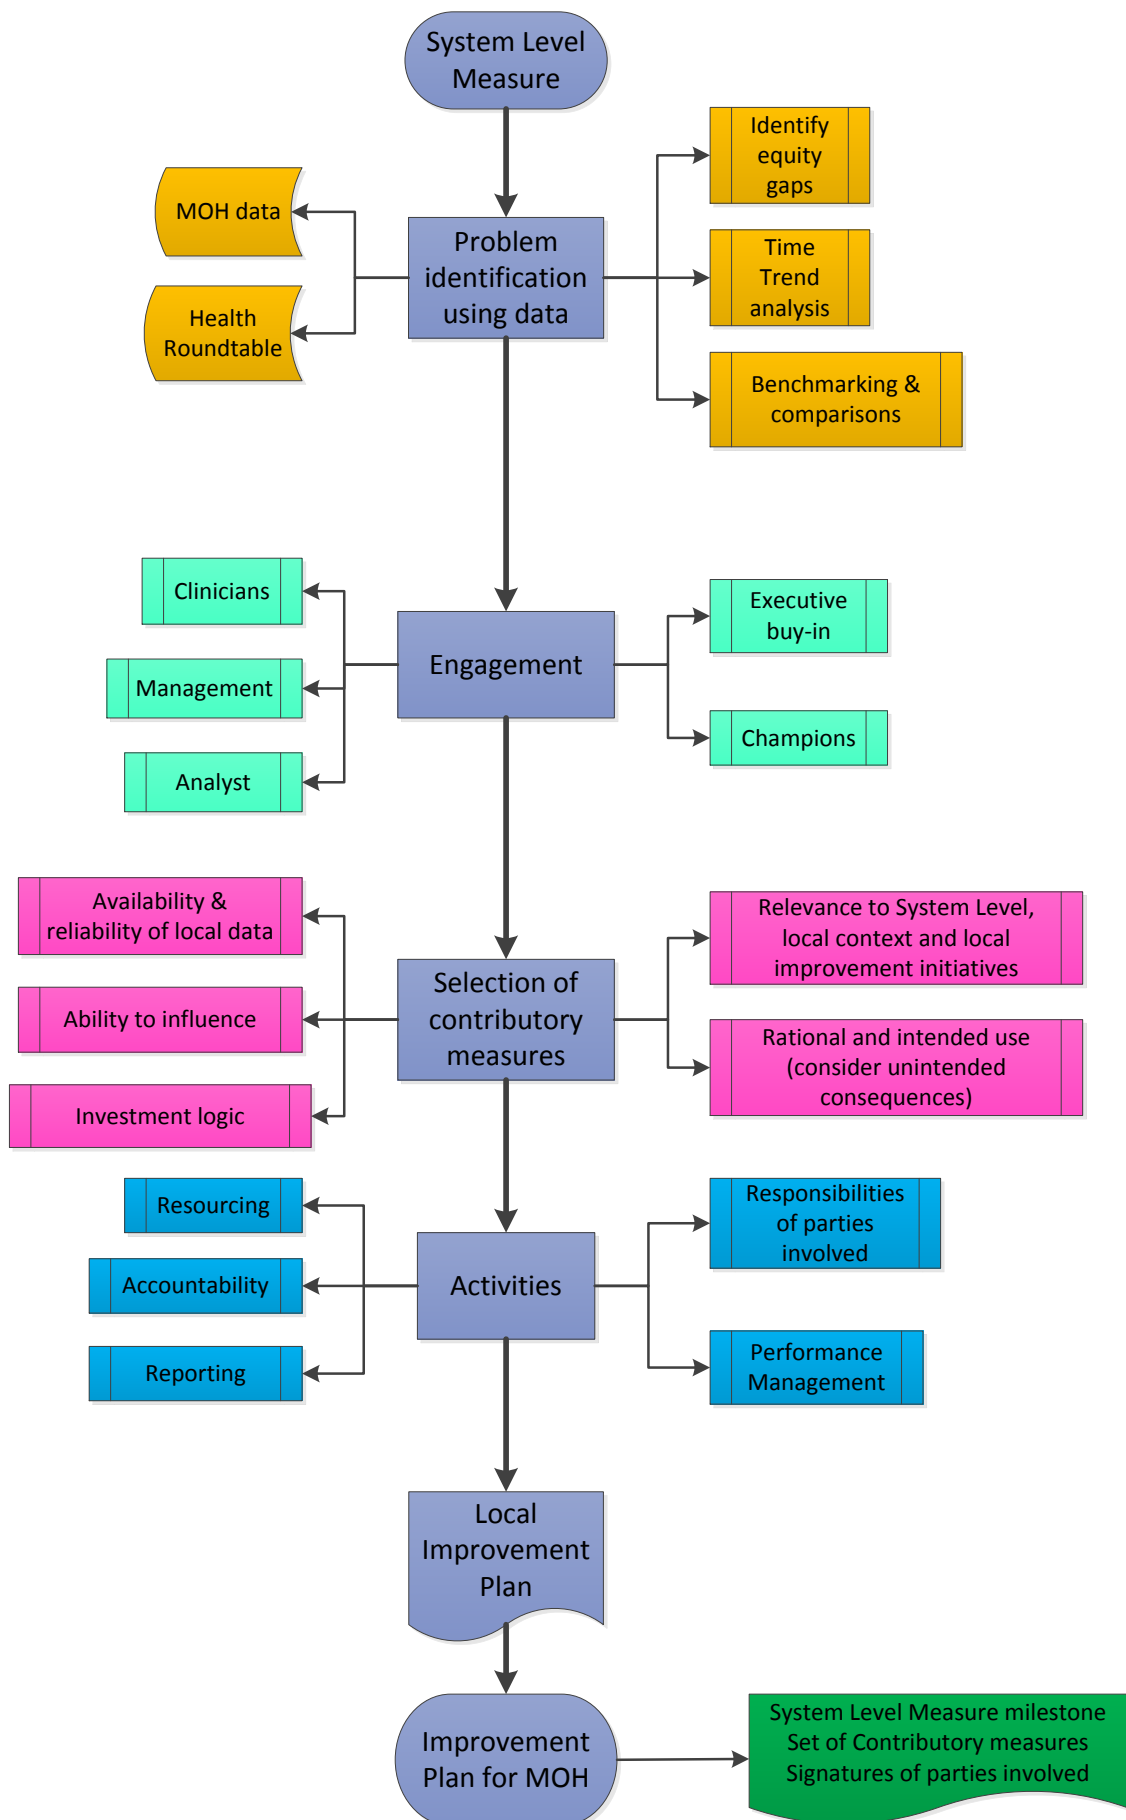 System Level
Measure
Identify
equity
gaps
MOH data
Problem
identification
using data
Time
Trend
analysis
Health
Roundtable
Benchmarking &
comparisons
Clinicians
Executive
buy-in
Engagement
Management
Champions
Analyst
Availability &
reliability of local data
Relevance to System Level,
local context and local
improvement initiatives
Selection of
contributory
measures
Ability to influence
Rational and intended use
(consider unintended
consequences)
Investment logic
Resourcing
Responsibilities
of parties
involved
Activities
Accountability
Reporting
Performance
Management
Local
Improvement
Plan
Improvement
Plan for MOH
System Level Measure milestone
Set of Contributory measures
Signatures of parties involved